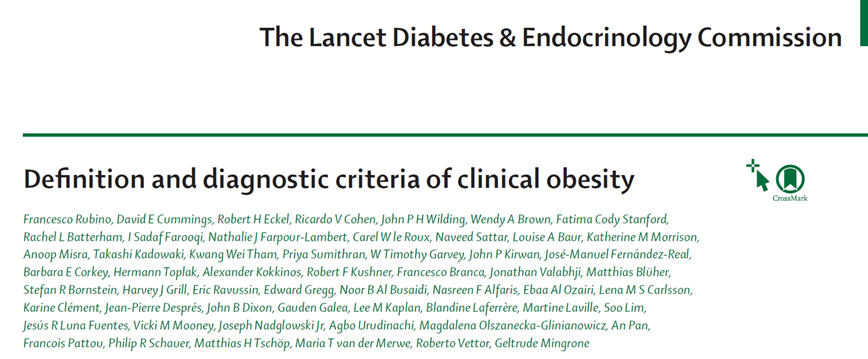 The Lancet Diabetes & Endocrinology Commission
Definition and diagnostic criteria of clinical obesity
CrossMark
Francesco Rubino, David E Cummings, Robert H Eckel, Ricardo V Cohen, John P H Wilding, Wendy A Brown, Fatima Cody Stanford,
Rachel L Batterham, I Sadaf Farooqi, Nathalie J Farpour-Lambert, Carel W le Roux, Naveed Sattar, Louise A Baur, Katherine M Morrison,
Anoop Misra, Takashi Kadowaki, Kwang Wei Tham, Priya Sumithran, W Timothy Garvey, John P Kirwan, José-Manuel Fernández-Real,
Barbara E Corkey, Hermann Toplak, Alexander Kokkinos, Robert F Kushner, Francesco Branca, Jonathan Valabhji, Matthias Blüher,
Stefan R Bornstein, Harvey J Grill, Eric Ravussin, Edward Gregg, Noor B Al Busaidi, Nasreen F Alfaris, Ebaa Al Ozairi, Lena M S Carlsson,
Karine Clément, Jean-Pierre Després, John B Dixon, Gauden Galea, Lee M Kaplan, Blandine Laferrère, Martine Laville, Soo Lim,
Jesús R Luna Fuentes, Vicki M Mooney, Joseph Nadglowski Jr, Agbo Urudinachi, Magdalena Olszanecka-Glinianowicz, An Pan,
Francois Pattou, Philip R Schauer, Matthias H Tschöp, Maria T van der Merwe, Roberto Vettor, Geltrude Mingrone